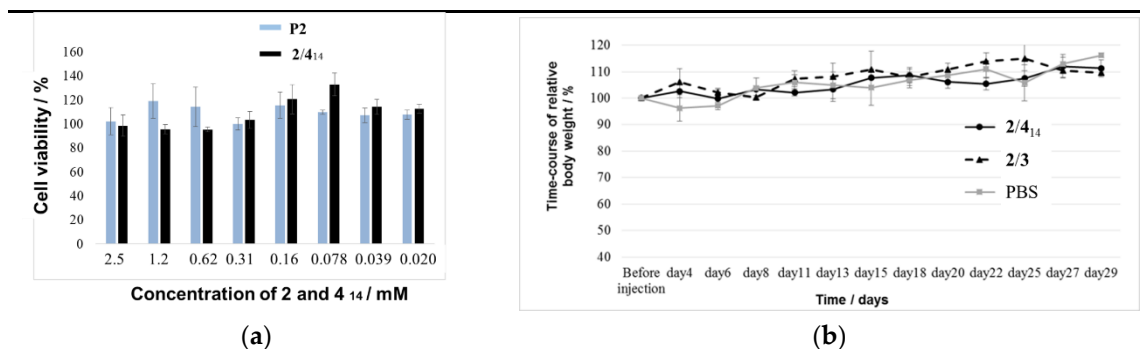 P2
2/4₁₄
160
140
120
100
80
60
40
20
0
Cell viability / %
2.5 1.2 0.62 0.31 0.16 0.078 0.039 0.020
Concentration of 2 and 4 ₁₄ / mM
(a)
120
110
100
90
80
70
60
50
40
Time-course of relative
body weight / %
2/4₁₄
2/3
PBS
Before injection day4 day6 day8 day11 day13 day15 day18 day20 day22 day25 day27 day29
Time / days
(b)